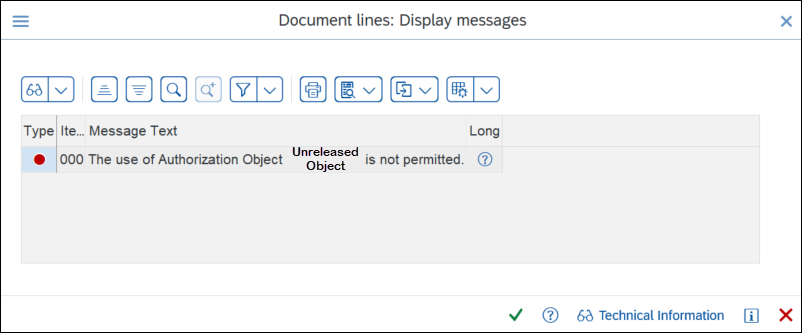 Document lines: Display messages
Type Ite... Message Text Long
000 The use of Authorization Object Unreleased Object is not permitted.
Technical Information